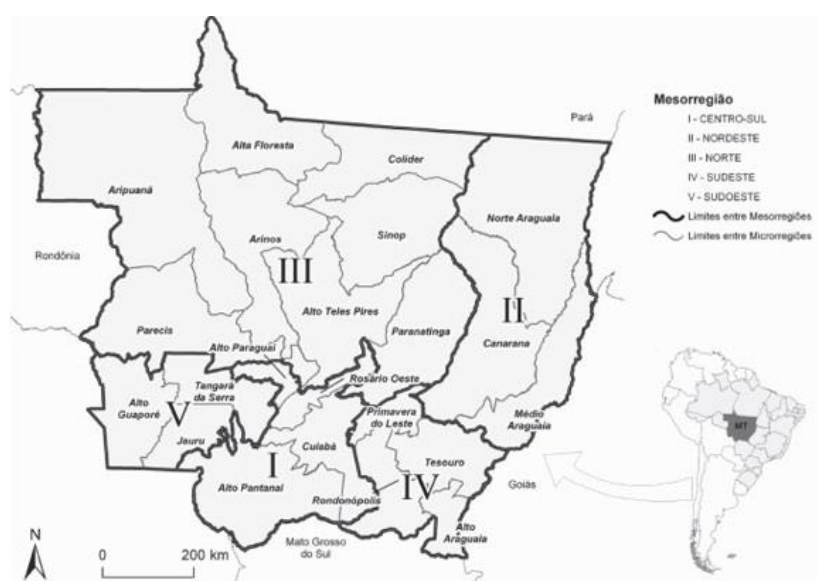 Pará
Mesorregião
I - CENTRO-SUL
II - NORDESTE
III - NORTE
IV - SUDESTE
V - SUDOESTE
Limites entre Mesorregiões
Limites entre Microrregiões
Alta Floresta
Colider
Aripuanã
Norte Araguaia
Arinos
Sinop
Rondônia
III
II
Alto Teles Pires
Parecis
Paranatinga
Canarana
Alto Paraguai
Rosário Oeste
Alto
Guaporé
Tangará
da Serra
V
Primavera
do Leste
Médio
Araguaia
MT
Jauru
Cuiabá
Tesouro
I
Alto Pantanal
Rondonópolis
IV
Goiás
Alto
Araguaia
Mato Grosso
do Sul
N
0
200 km